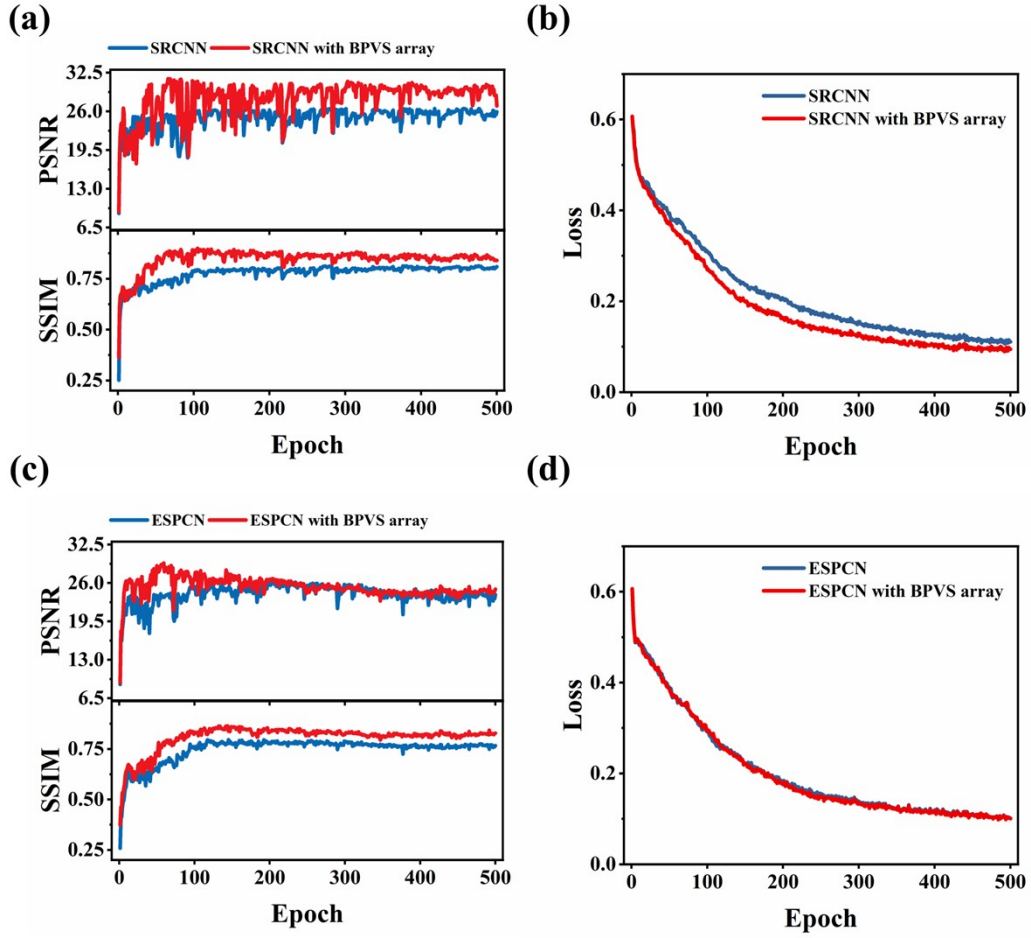 (a)
SRCNN SRCNN with BPVS array
PSNR
32.5
26.0
19.5
13.0
6.5
SSIM
0.75
0.50
0.25
0 100 200 300 400 500
Epoch
(b)
SRCNN
SRCNN with BPVS array
Loss
0.6
0.4
0.2
0.0
0 100 200 300 400 500
Epoch
(c)
ESPCN ESPCN with BPVS array
PSNR
32.5
26.0
19.5
13.0
6.5
SSIM
0.75
0.50
0.25
0 100 200 300 400 500
Epoch
(d)
ESPCN
ESPCN with BPVS array
Loss
0.6
0.4
0.2
0.0
0 100 200 300 400 500
Epoch